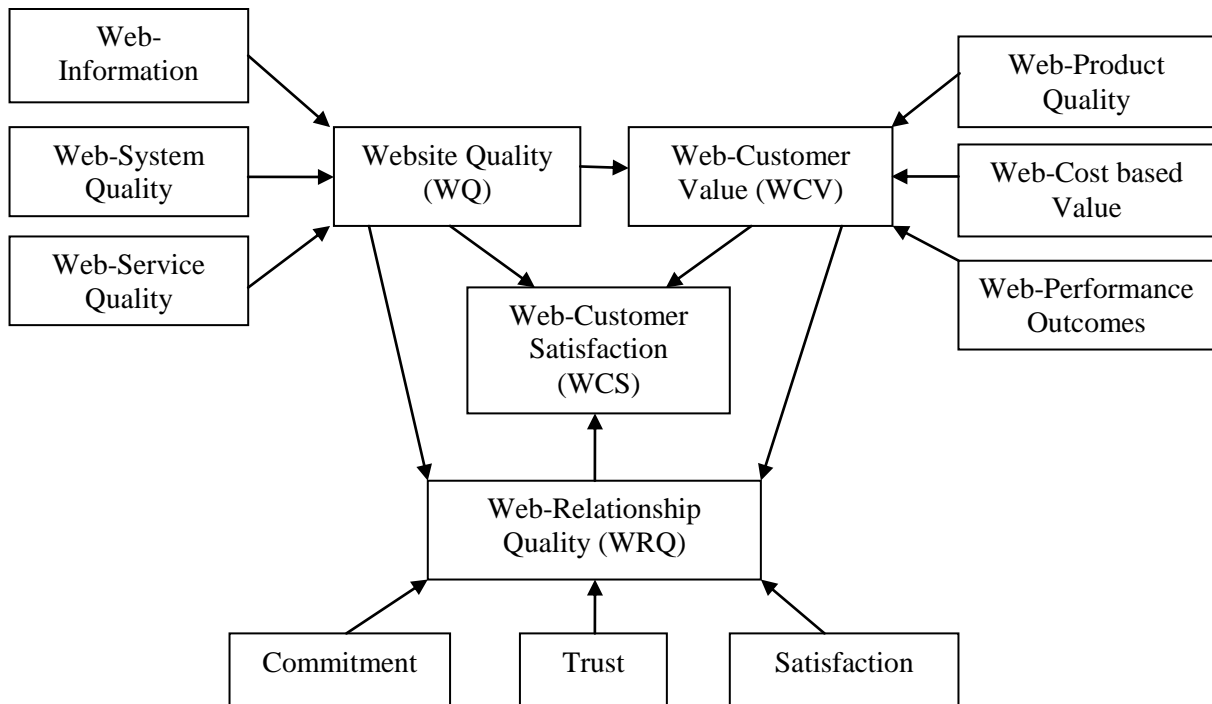 Web-
Information
Web-System
Quality
Web-Service
Quality
Website Quality
(WQ)
Web-Customer
Value (WCV)
Web-Product
Quality
Web-Cost based
Value
Web-Performance
Outcomes
Web-Customer
Satisfaction
(WCS)
Web-Relationship
Quality (WRQ)
Commitment
Trust
Satisfaction